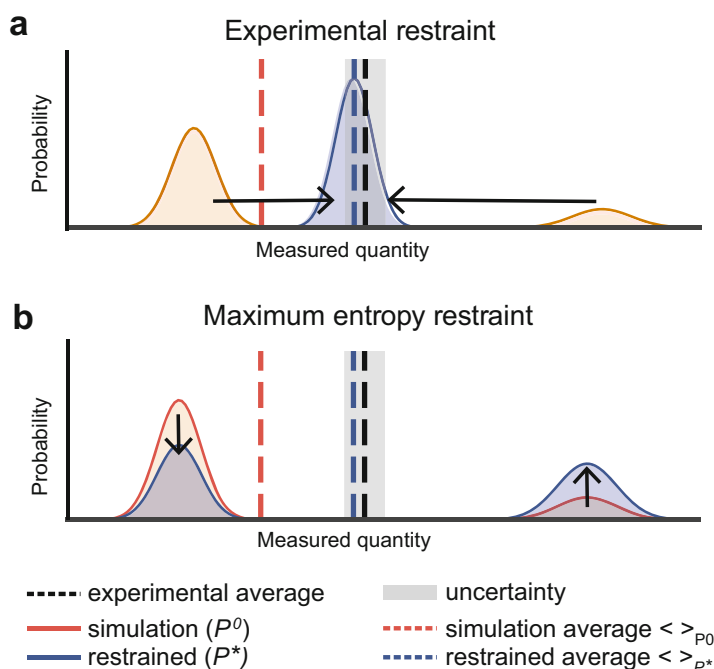 a
Experimental restraint
Probability
Measured quantity
b
Maximum entropy restraint
Probability
Measured quantity
experimental average
uncertainty
simulation (P⁰)
simulation average < >P0
restrained (P*)
restrained average < >P*